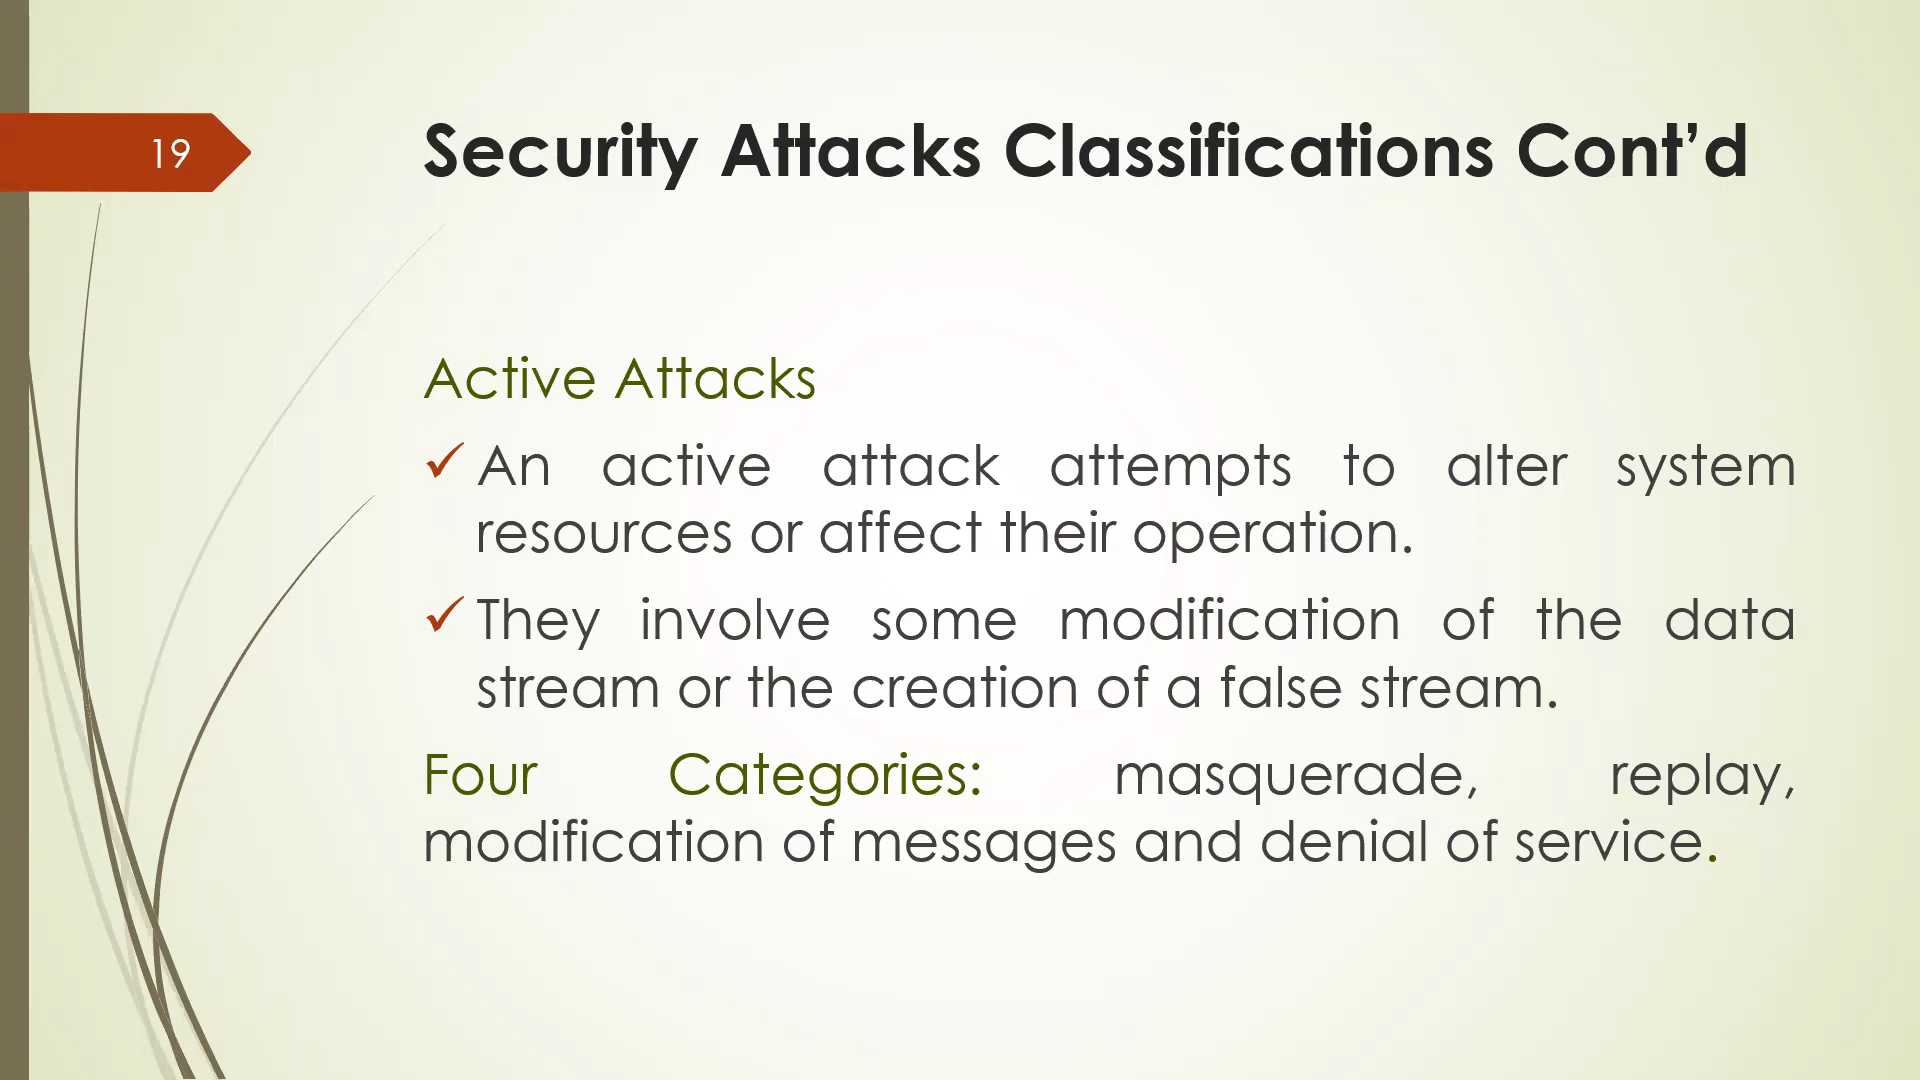 19
Security Attacks Classifications Cont’d
Active Attacks
✓ An active attack attempts to alter system
resources or affect their operation.
✓ They involve some modification of the data
stream or the creation of a false stream.
Four Categories: masquerade, replay,
modification of messages and denial of service.